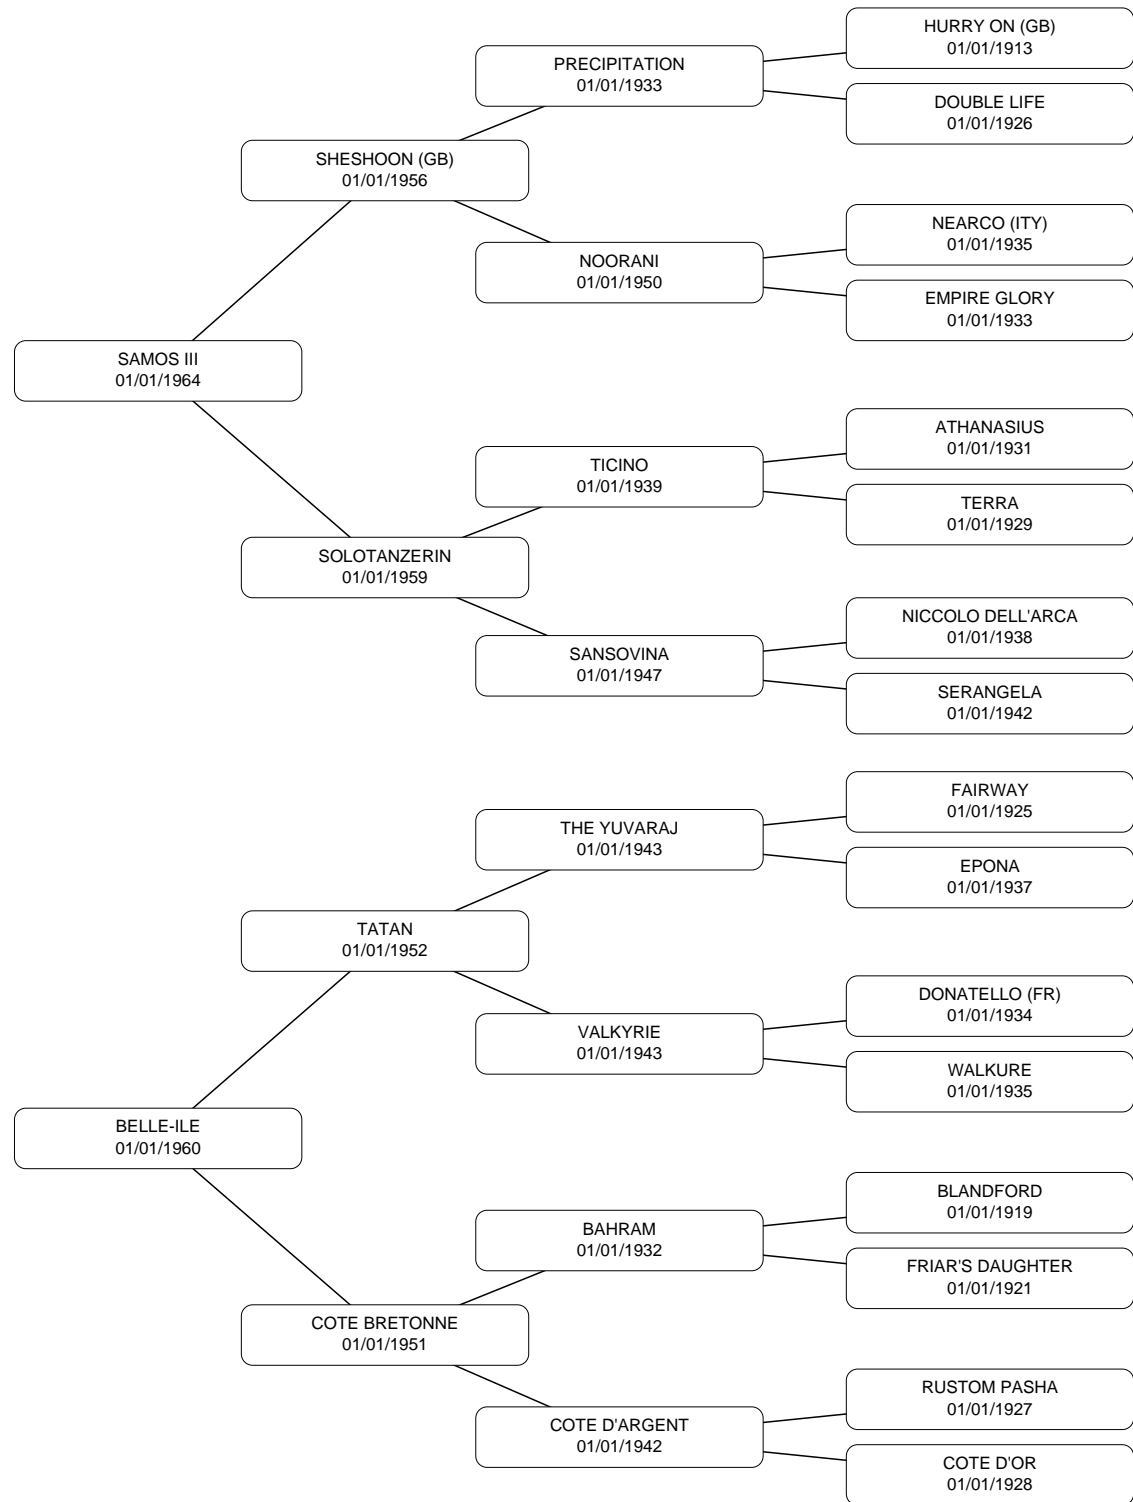 HURRY ON (GB)
01/01/1913
PRECIPITATION
01/01/1933
DOUBLE LIFE
01/01/1926
SHESHOON (GB)
01/01/1956
NEARCO (ITY)
01/01/1935
NOORANI
01/01/1950
EMPIRE GLORY
01/01/1933
SAMOS III
01/01/1964
ATHANASIUS
01/01/1931
TICINO
01/01/1939
TERRA
01/01/1929
SOLOTANZERIN
01/01/1959
NICCOLO DELL'ARCA
01/01/1938
SANSOVINA
01/01/1947
SERANGELA
01/01/1942
FAIRWAY
01/01/1925
THE YUVARAJ
01/01/1943
EPONA
01/01/1937
TATAN
01/01/1952
DONATELLO (FR)
01/01/1934
VALKYRIE
01/01/1943
WALKURE
01/01/1935
BELLE-ILE
01/01/1960
BLANDFORD
01/01/1919
BAHRAM
01/01/1932
FRIAR'S DAUGHTER
01/01/1921
COTE BRETONNE
01/01/1951
RUSTOM PASHA
01/01/1927
COTE D'ARGENT
01/01/1942
COTE D'OR
01/01/1928